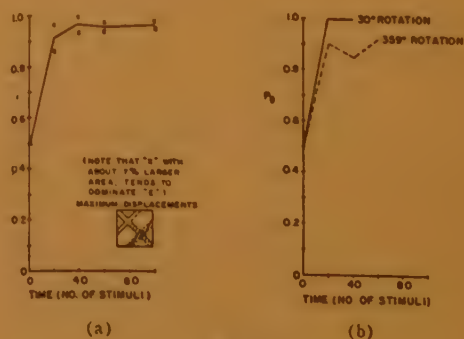 1.0
0.8
0.6
0.4
0.2
0
0
40
80
(NOTE THAT "X" WITH
ABOUT 7% LARGER
AREA, TENDS TO
DOMINATE "E")
MAXIMUM DISPLACEMENTS
TIME (NO. OF STIMULI)
(a)
1.0
0.8
0.6
0.4
0.2
0
0
40
80
30° ROTATION
359° ROTATION
TIME (NO. OF STIMULI)
(b)